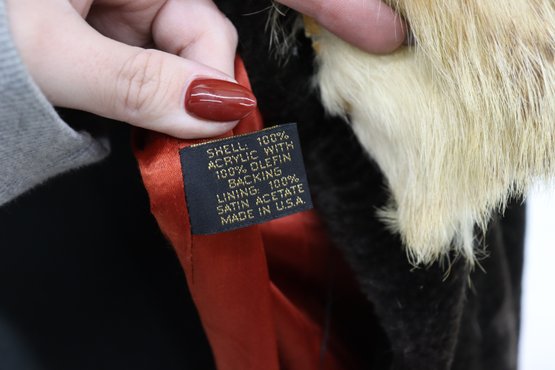 SHELL: 100%
ACRYLIC WITH
100% OLEFIN
BACKING
LINING: 100%
SATIN ACETATE
MADE IN U.S.A.